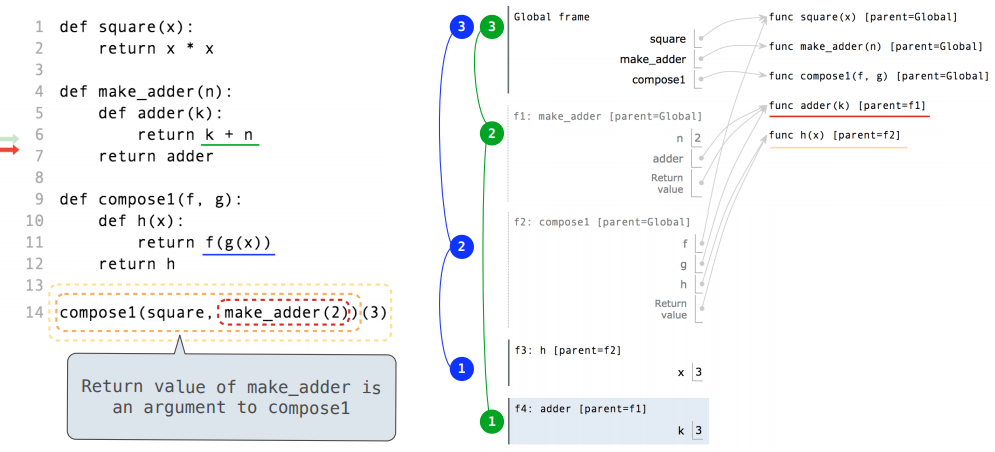 1 def square(x):
2     return x * x
3
4 def make_adder(n):
5     def adder(k):
6         return k + n
7     return adder
8
9 def compose1(f, g):
10     def h(x):
11         return f(g(x))
12     return h
13
14 compose1(square, make_adder(2))(3)
Return value of make_adder is
an argument to compose1
3 3 Global frame
square
make_adder
compose1
f1: make_adder [parent=Global]
2
n 2
adder
Return
value
f2: compose1 [parent=Global]
2
f
g
h
Return
value
f3: h [parent=f2]
1
x 3
f4: adder [parent=f1]
1
k 3
func square(x) [parent=Global]
func make_adder(n) [parent=Global]
func compose1(f, g) [parent=Global]
func adder(k) [parent=f1]
func h(x) [parent=f2]